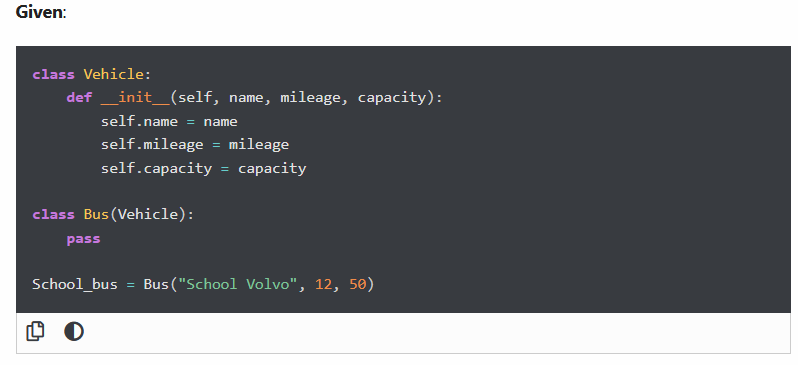 Given:
class Vehicle:
    def __init__(self, name, mileage, capacity):
        self.name = name
        self.mileage = mileage
        self.capacity = capacity
class Bus(Vehicle):
    pass
School_bus = Bus("School Volvo", 12, 50)